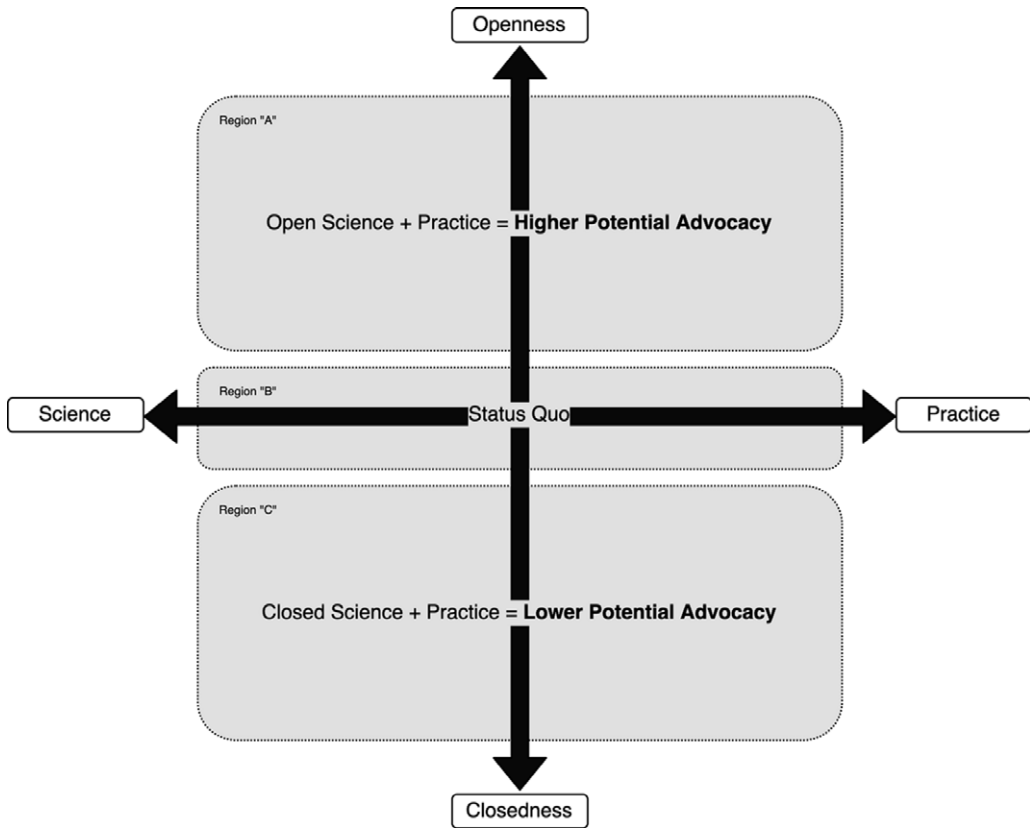 Openness
Region "A"
Open Science + Practice = Higher Potential Advocacy
Region "B"
Science
Status Quo
Practice
Region "C"
Closed Science + Practice = Lower Potential Advocacy
Closedness